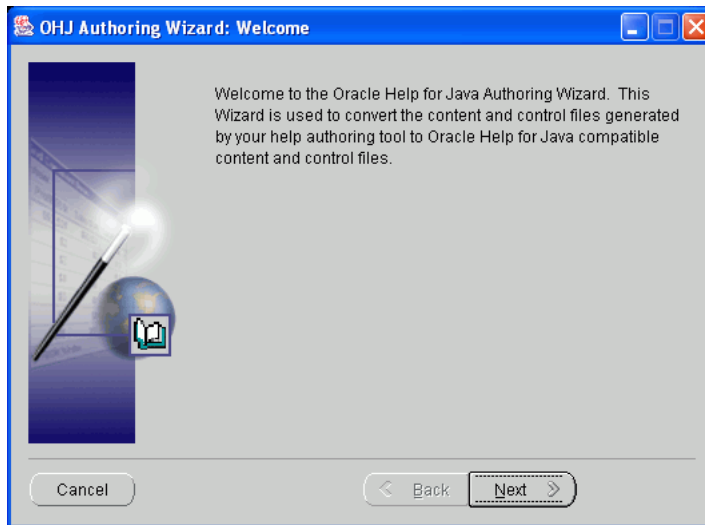 OHJ Authoring Wizard: Welcome
Welcome to the Oracle Help for Java Authoring Wizard. This
Wizard is used to convert the content and control files generated
by your help authoring tool to Oracle Help for Java compatible
content and control files.
Cancel
Back
Next